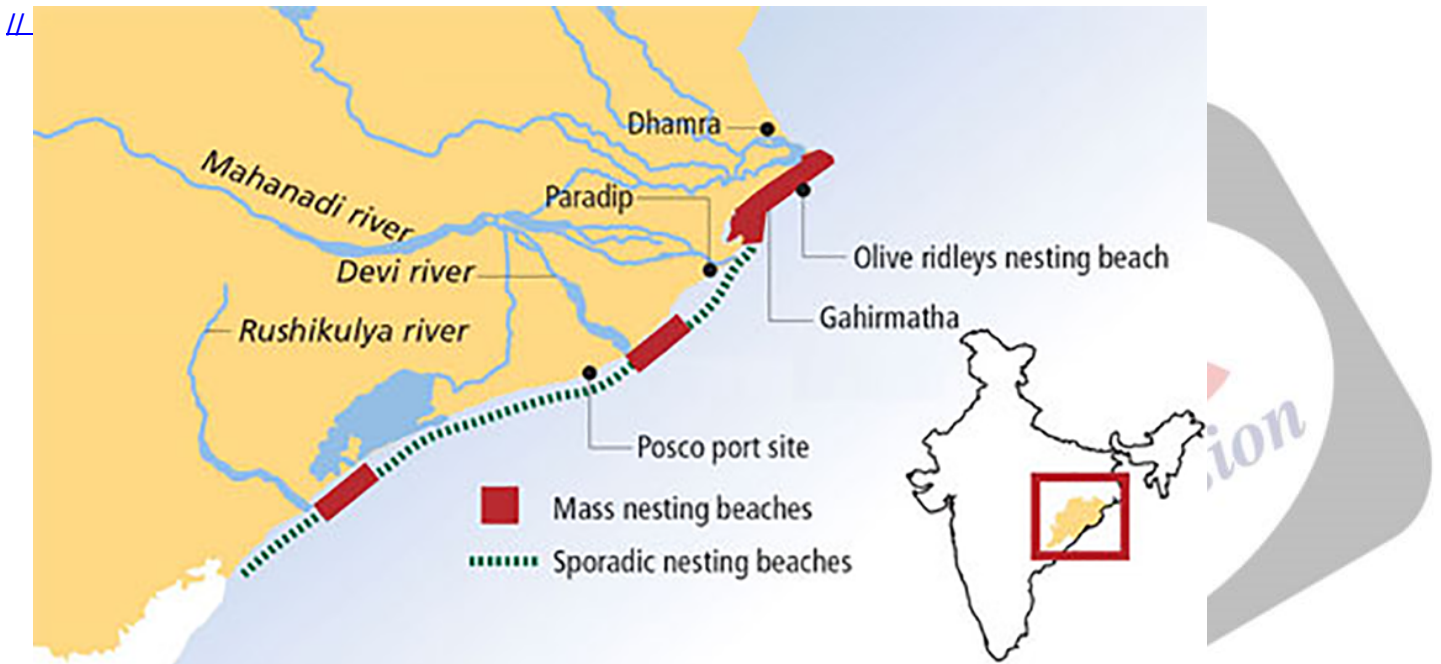 //
Dhamra
Mahanadi river
Paradip
Olive ridleys nesting beach
Devi river
Gahirmatha
Rushikulya river
Posco port site
Mass nesting beaches
Sporadic nesting beaches